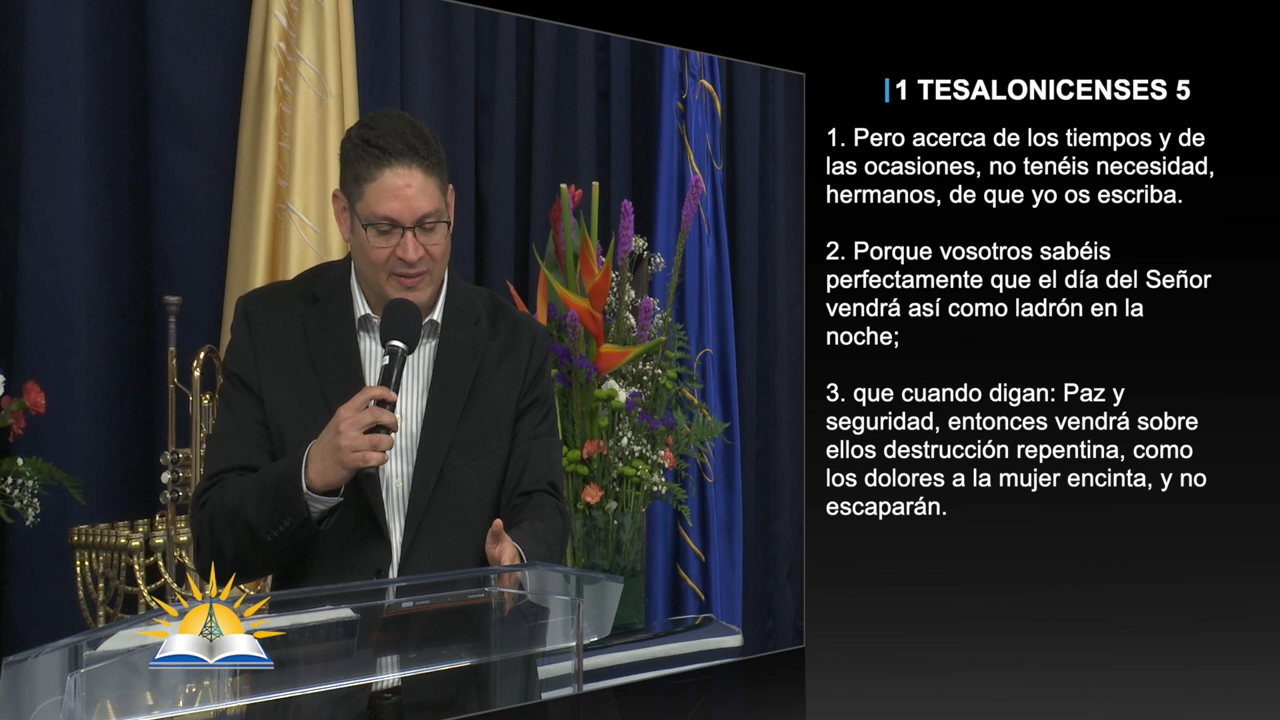 1 TESALONICENSES 5
1. Pero acerca de los tiempos y de
las ocasiones, no tenéis necesidad,
hermanos, de que yo os escriba.
2. Porque vosotros sabéis
perfectamente que el día del Señor
vendrá así como ladrón en la
noche;
3. que cuando digan: Paz y
seguridad, entonces vendrá sobre
ellos destrucción repentina, como
los dolores a la mujer encinta, y no
escaparán.